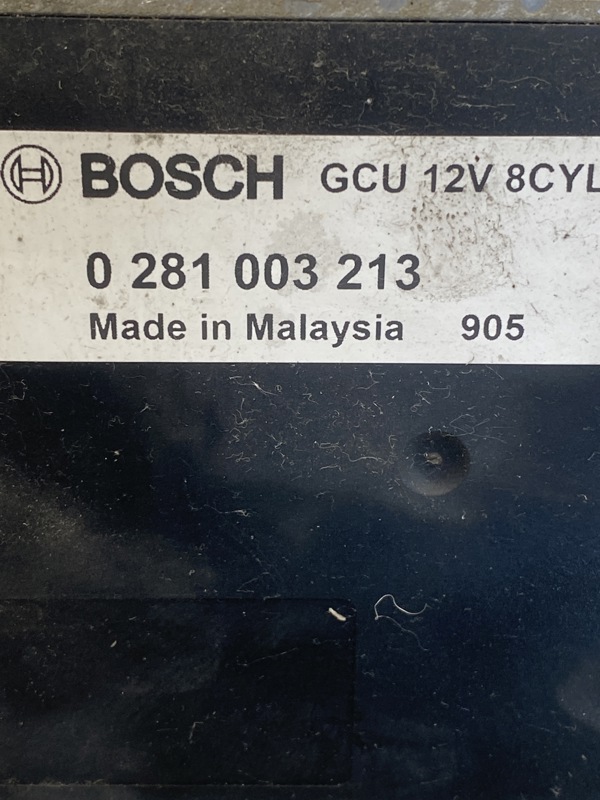 BOSCH GCU 12V 8CYL
0 281 003 213
Made in Malaysia 905